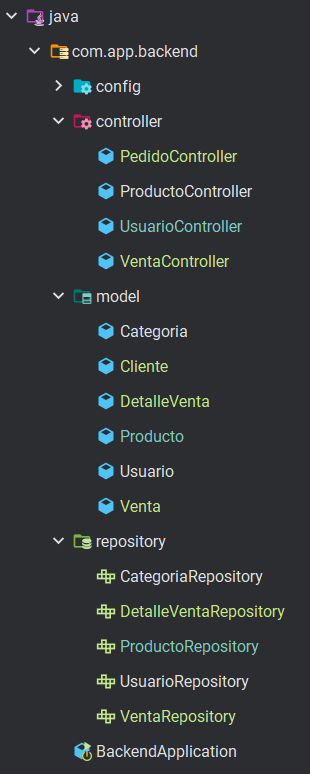 java
com.app.backend
config
controller
PedidoController
ProductoController
UsuarioController
VentaController
model
Categoria
Cliente
DetalleVenta
Producto
Usuario
Venta
repository
CategoriaRepository
DetalleVentaRepository
ProductoRepository
UsuarioRepository
VentaRepository
BackendApplication